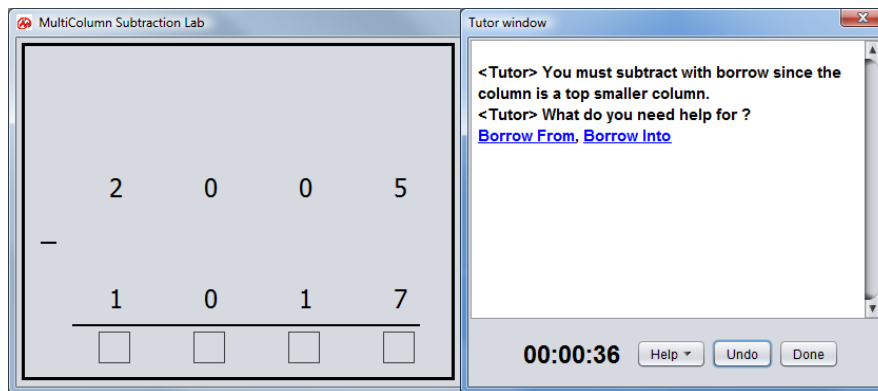 MultiColumn Subtraction Lab
2 0 0 5
–
1 0 1 7
Tutor window
<Tutor> You must subtract with borrow since the
column is a top smaller column.
<Tutor> What do you need help for ?
Borrow From, Borrow Into
00:00:36 Help Undo Done